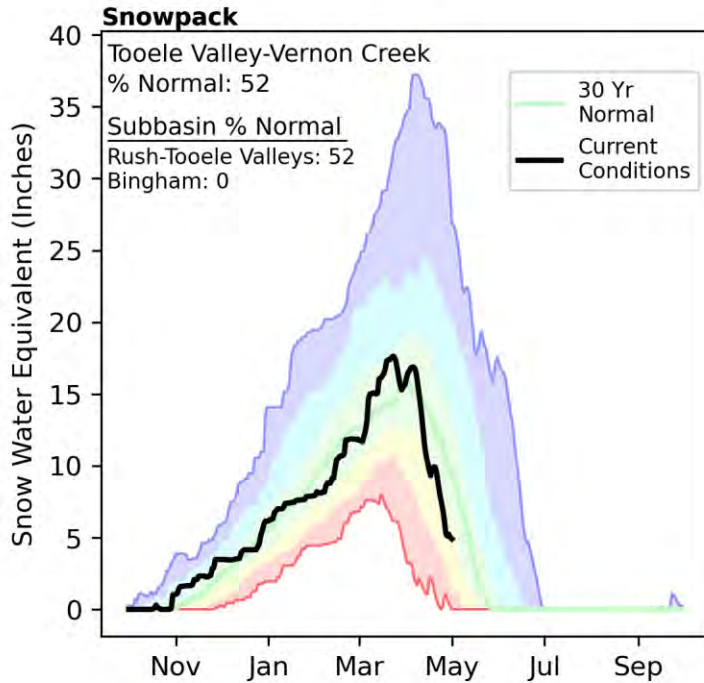 Snowpack
Tooele Valley-Vernon Creek
% Normal: 52
Subbasin % Normal
Rush-Tooele Valleys: 52
Bingham: 0
30 Yr
Normal
Current
Conditions
Snow Water Equivalent (Inches)
40
35
30
25
20
15
10
5
0
Nov Jan Mar May Jul Sep